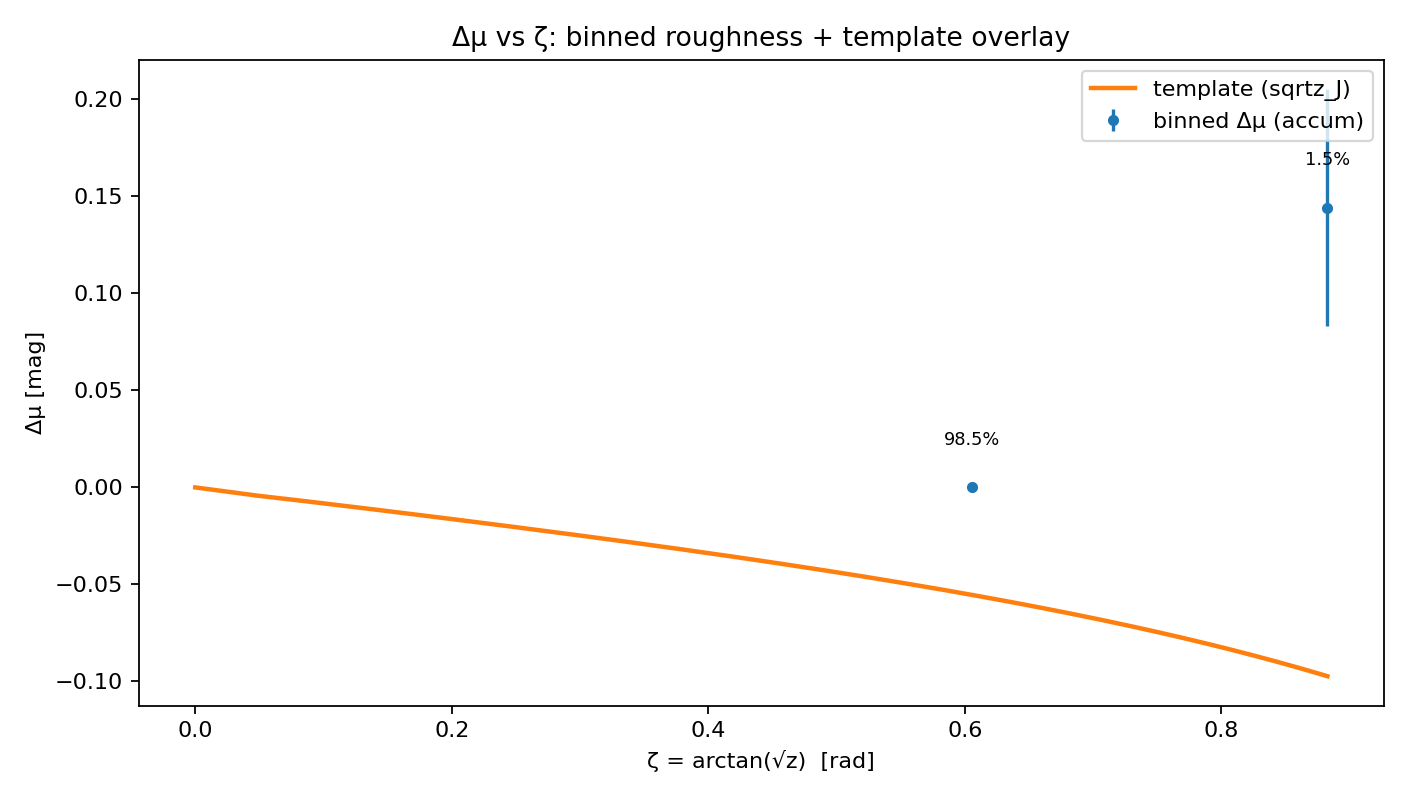 Δμ vs ζ: binned roughness + template overlay
template (sqrtz_J)
binned Δμ (accum)
1.5%
98.5%
0.20
0.15
0.10
0.05
0.00
−0.05
−0.10
Δμ [mag]
0.0 0.2 0.4 0.6 0.8
ζ = arctan(√z) [rad]